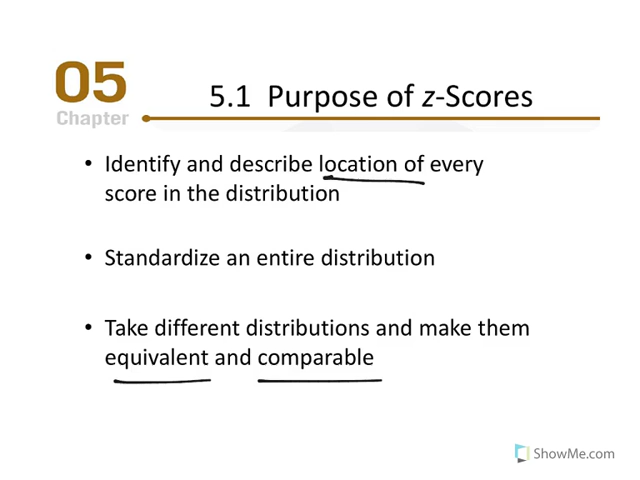 05
Chapter
5.1 Purpose of z-Scores
• Identify and describe location of every
score in the distribution
• Standardize an entire distribution
• Take different distributions and make them
equivalent and comparable
ShowMe.com